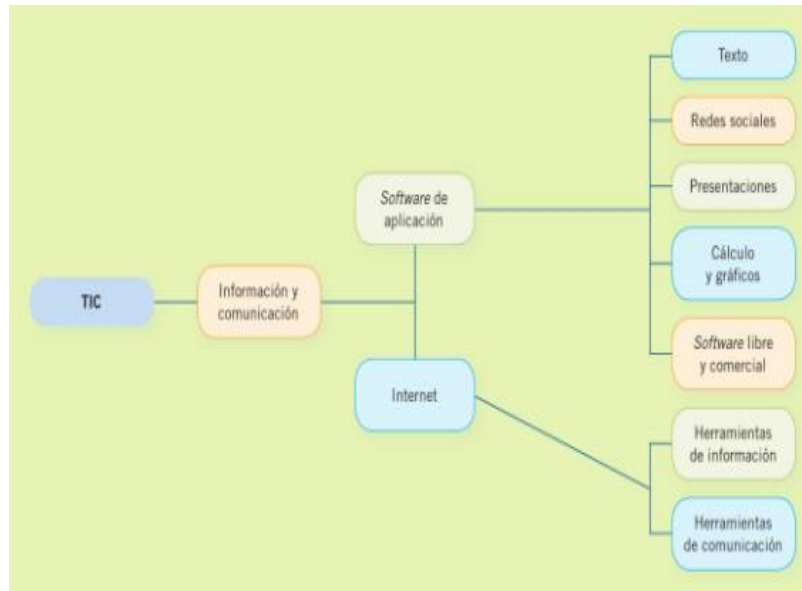 TIC
Información y
comunicación
Software de
aplicación
Internet
Texto
Redes sociales
Presentaciones
Cálculo
y gráficos
Software libre
y comercial
Herramientas
de información
Herramientas
de comunicación